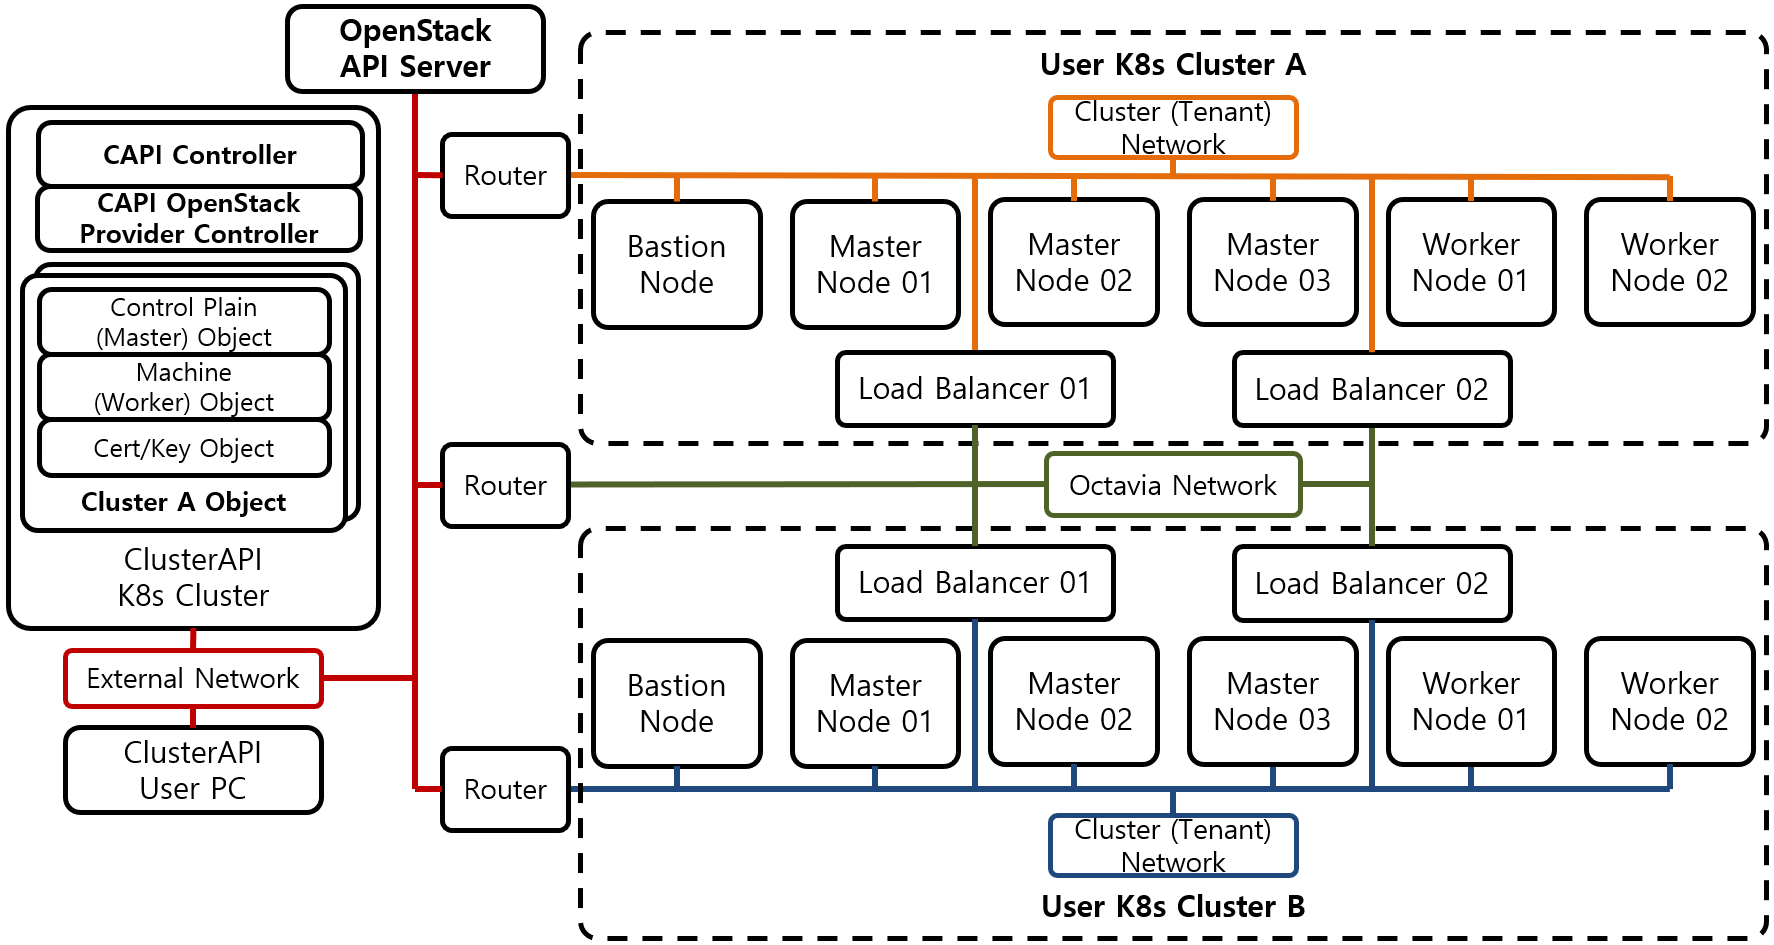 OpenStack
API Server
CAPI Controller
CAPI OpenStack
Provider Controller
Control Plain
(Master) Object
Machine
(Worker) Object
Cert/Key Object
Cluster A Object
ClusterAPI
K8s Cluster
External Network
ClusterAPI
User PC
Router
Router
Router
User K8s Cluster A
Cluster (Tenant)
Network
Bastion
Node
Master
Node 01
Master
Node 02
Master
Node 03
Worker
Node 01
Worker
Node 02
Load Balancer 01
Load Balancer 02
Octavia Network
Load Balancer 01
Load Balancer 02
Bastion
Node
Master
Node 01
Master
Node 02
Master
Node 03
Worker
Node 01
Worker
Node 02
Cluster (Tenant)
Network
User K8s Cluster B